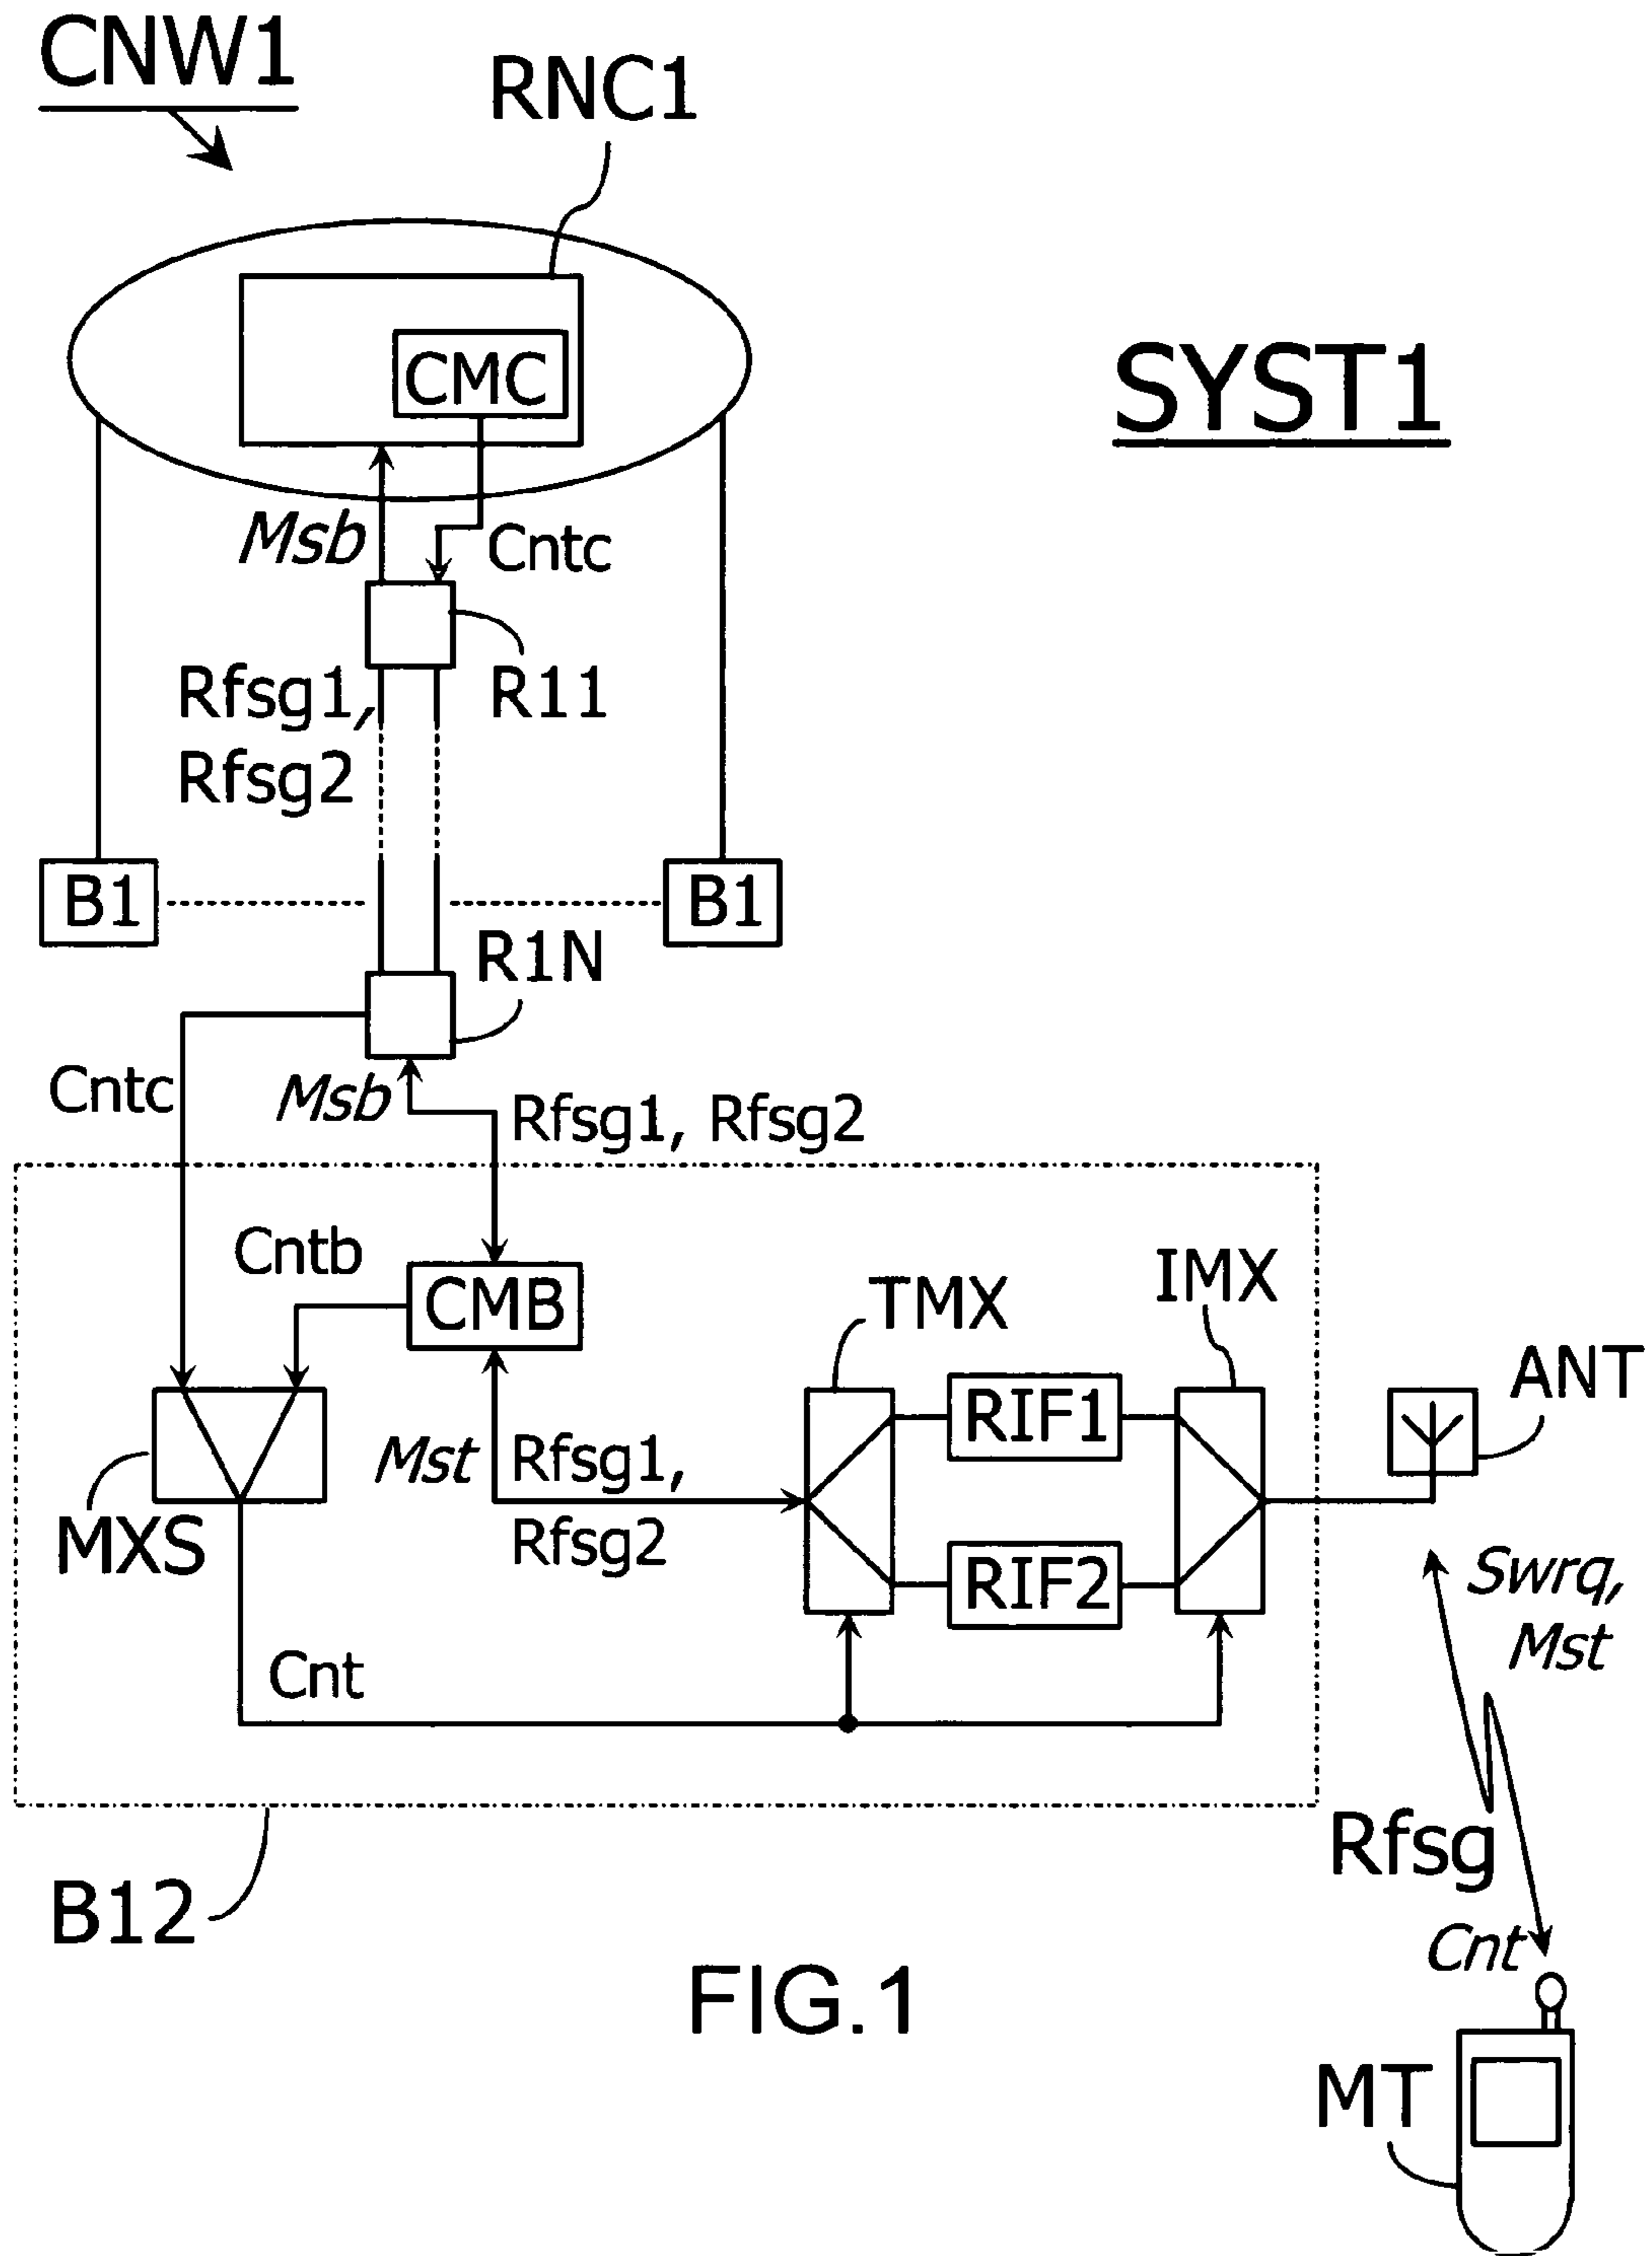 CNW1
RNC1
CMC
SYST1
Msb
Cntc
Rfsg1,
R11
Rfsg2
B1
B1
R1N
Cntc
Msb
Rfsg1, Rfsg2
Cntb
CMB
TMX
IMX
ANT
RIF1
Mst
Rfsg1,
MXS
Rfsg2
RIF2
Swrq,
Mst
Cnt
Rfsg
B12
Cnt
FIG.1
MT